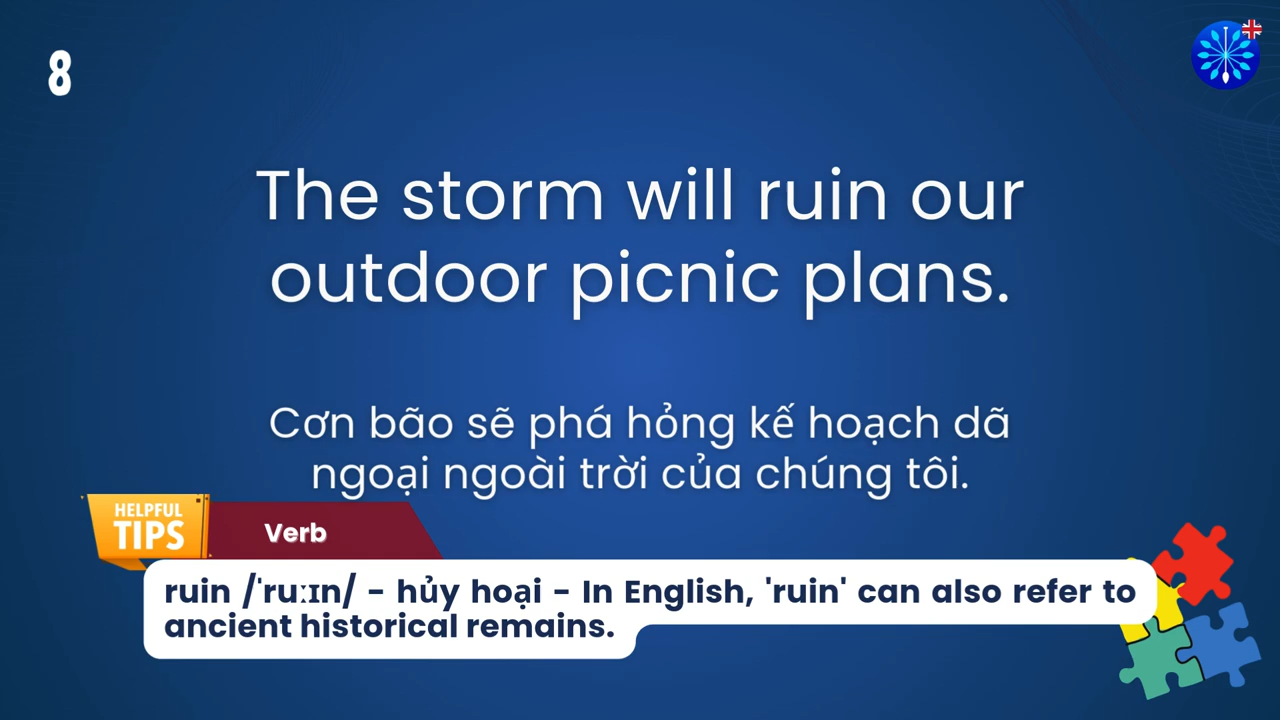 8
The storm will ruin our
outdoor picnic plans.
Cơn bão sẽ phá hỏng kế hoạch dã
ngoại ngoài trời của chúng tôi.
HELPFUL
TIPS
Verb
ruin /ˈruːɪn/ - hủy hoại - In English, 'ruin' can also refer to
ancient historical remains.